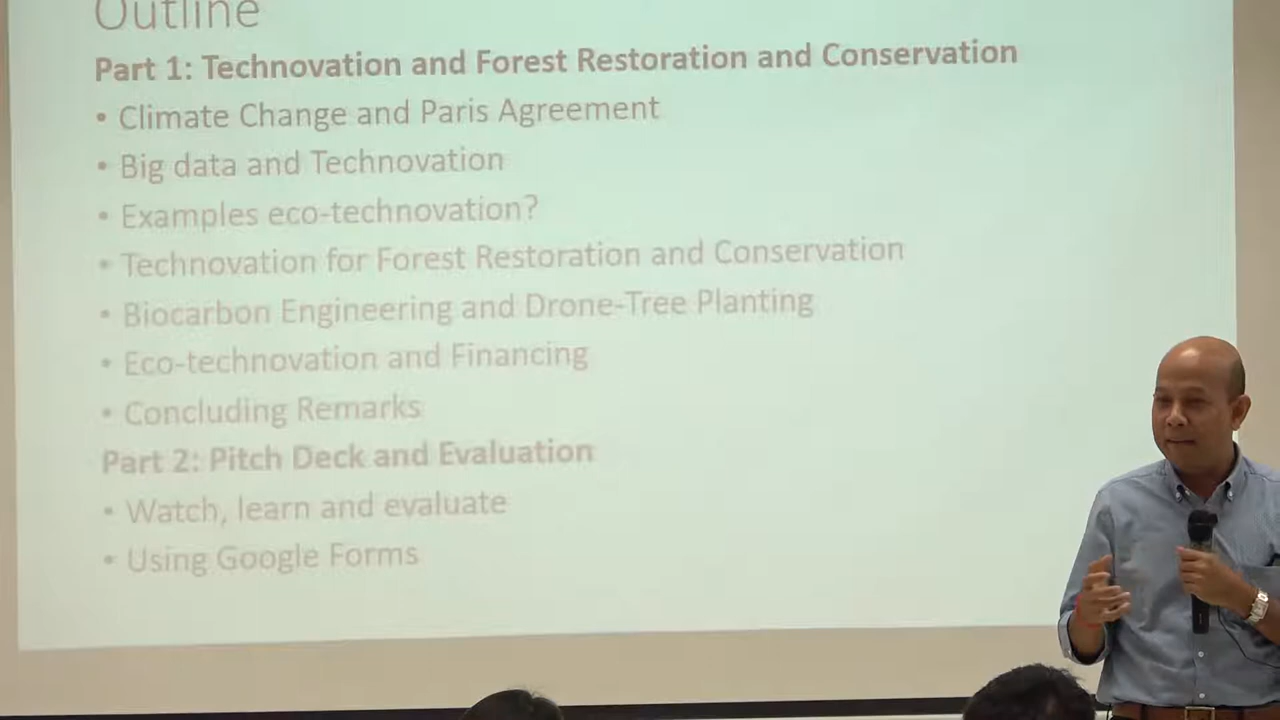 Outline
Part 1: Technovation and Forest Restoration and Conservation
• Climate Change and Paris Agreement
• Big data and Technovation
• Examples eco-technovation?
• Technovation for Forest Restoration and Conservation
• Biocarbon Engineering and Drone-Tree Planting
• Eco-technovation and Financing
• Concluding Remarks
Part 2: Pitch Deck and Evaluation
• Watch, learn and evaluate
• Using Google Forms